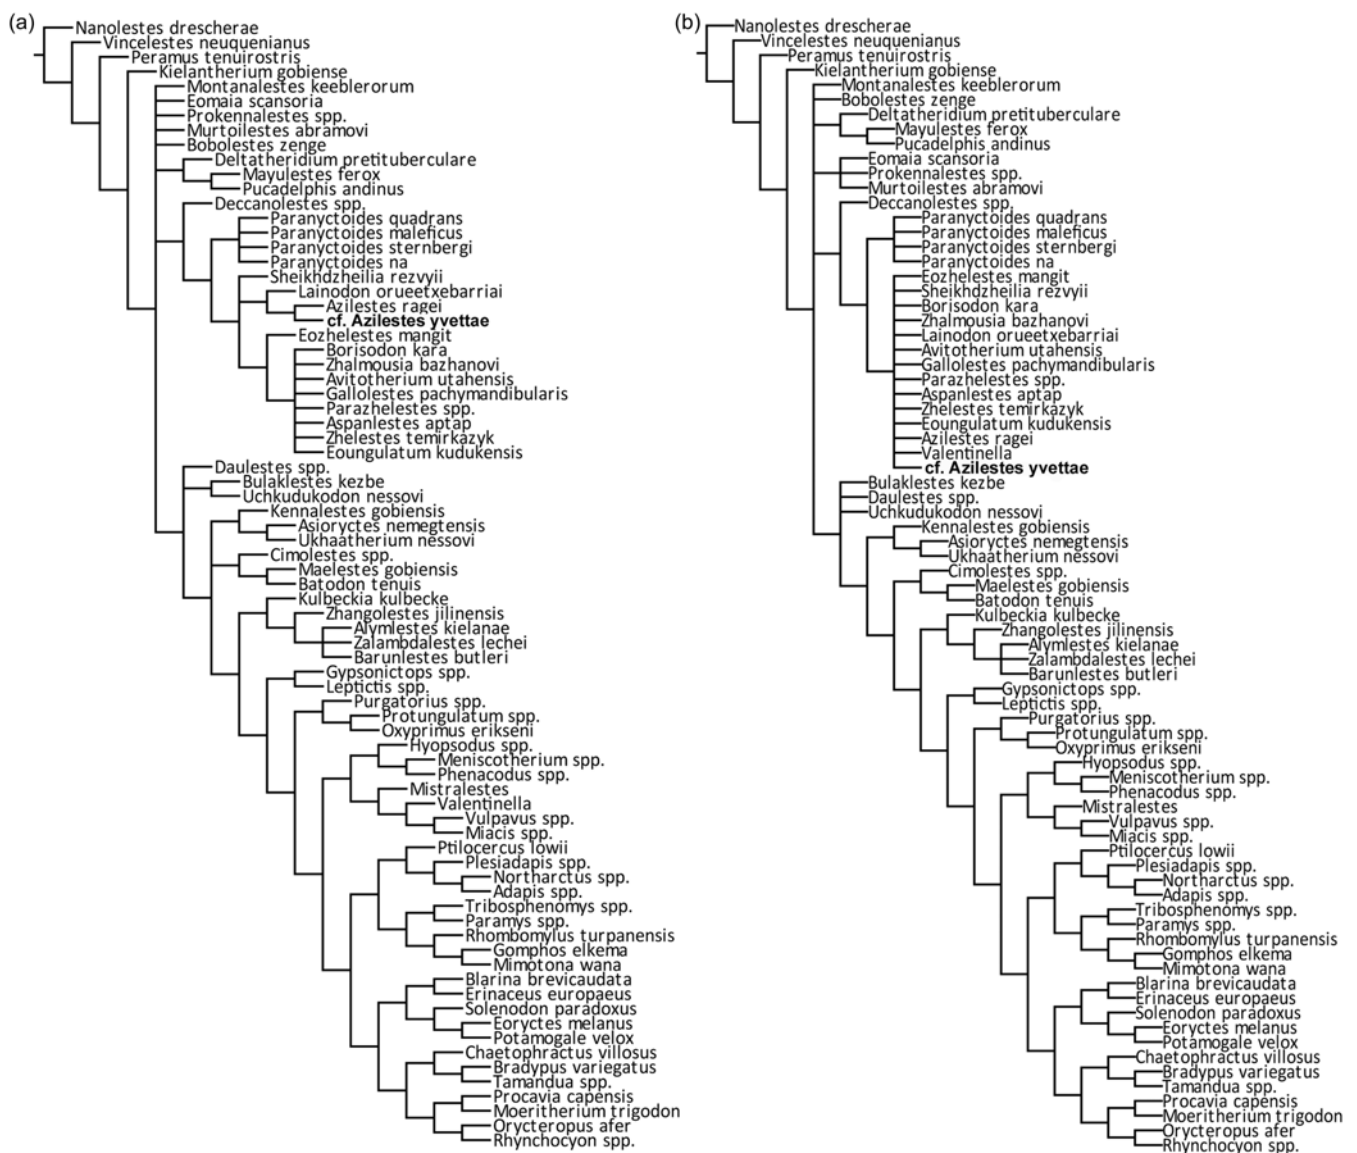 (a)
Nanolestes drescherae
Vincelestes neuquenianus
Peramus tenuirostris
Kielantherium gobiense
Montanalestes keeblerorum
Eomaia scansoria
Prokennalestes spp.
Murtoilestes abramovi
Bobolestes zenge
Deltatheridium pretituberculare
Mayulestes ferox
Pucadelphis andinus
Deccanolestes spp.
Paranyctoides quadrans
Paranyctoides maleficus
Paranyctoides sternbergi
Paranyctoides na
Sheikhdzheilia rezvyii
Lainodon orueetxebarriai
Azilestes ragei
cf. Azilestes yvettae
Eozhelestes mangit
Borisodon kara
Zhalmousia bazhanovi
Avitotherium utahensis
Gallolestes pachymandibularis
Parazhelestes spp.
Aspanlestes aptap
Zhelestes temirkazyk
Eoungulatum kudukensis
Daulestes spp.
Bulaklestes kezbe
Uchkudukodon nessovi
Kennalestes gobiensis
Asioryctes nemegtensis
Ukhaatherium nessovi
Cimolestes spp.
Maelestes gobiensis
Batodon tenuis
Kulbeckia kulbecke
Zhangolestes jilinensis
Alymlestes kielanae
Zalambdalestes lechei
Barunlestes butleri
Gypsonictops spp.
Leptictis spp.
Purgatorius spp.
Protungulatum spp.
Oxyprimus erikseni
Hyopsodus spp.
Meniscotherium spp.
Phenacodus spp.
Mistralestes
Valentinella
Vulpavus spp.
Miacis spp.
Ptilocercus lowii
Plesiadapis spp.
Northarctus spp.
Adapis spp.
Tribosphenomys spp.
Paramys spp.
Rhombomylus turpanensis
Gomphos elkema
Mimotona wana
Blarina brevicaudata
Erinaceus europaeus
Solenodon paradoxus
Eoryctes melanus
Potamogale velox
Chaetophractus villosus
Bradypus variegatus
Tamandua spp.
Procavia capensis
Moeritherium trigodon
Orycteropus afer
Rhynchocyon spp.
(b)
Nanolestes drescherae
Vincelestes neuquenianus
Peramus tenuirostris
Kielantherium gobiense
Montanalestes keeblerorum
Bobolestes zenge
Deltatheridium pretituberculare
Mayulestes ferox
Pucadelphis andinus
Eomaia scansoria
Prokennalestes spp.
Murtoilestes abramovi
Deccanolestes spp.
Paranyctoides quadrans
Paranyctoides maleficus
Paranyctoides sternbergi
Paranyctoides na
Eozhelestes mangit
Sheikhdzheilia rezvyii
Borisodon kara
Zhalmousia bazhanovi
Lainodon orueetxebarriai
Avitotherium utahensis
Gallolestes pachymandibularis
Parazhelestes spp.
Aspanlestes aptap
Zhelestes temirkazyk
Eoungulatum kudukensis
Azilestes ragei
Valentinella
cf. Azilestes yvettae
Bulaklestes kezbe
Daulestes spp.
Uchkudukodon nessovi
Kennalestes gobiensis
Asioryctes nemegtensis
Ukhaatherium nessovi
Cimolestes spp.
Maelestes gobiensis
Batodon tenuis
Kulbeckia kulbecke
Zhangolestes jilinensis
Alymlestes kielanae
Zalambdalestes lechei
Barunlestes butleri
Gypsonictops spp.
Leptictis spp.
Purgatorius spp.
Protungulatum spp.
Oxyprimus erikseni
Hyopsodus spp.
Meniscotherium spp.
Phenacodus spp.
Mistralestes
Vulpavus spp.
Miacis spp.
Ptilocercus lowii
Plesiadapis spp.
Northarctus spp.
Adapis spp.
Tribosphenomys spp.
Paramys spp.
Rhombomylus turpanensis
Gomphos elkema
Mimotona wana
Blarina brevicaudata
Erinaceus europaeus
Solenodon paradoxus
Eoryctes melanus
Potamogale velox
Chaetophractus villosus
Bradypus variegatus
Tamandua spp.
Procavia capensis
Moeritherium trigodon
Orycteropus afer
Rhynchocyon spp.